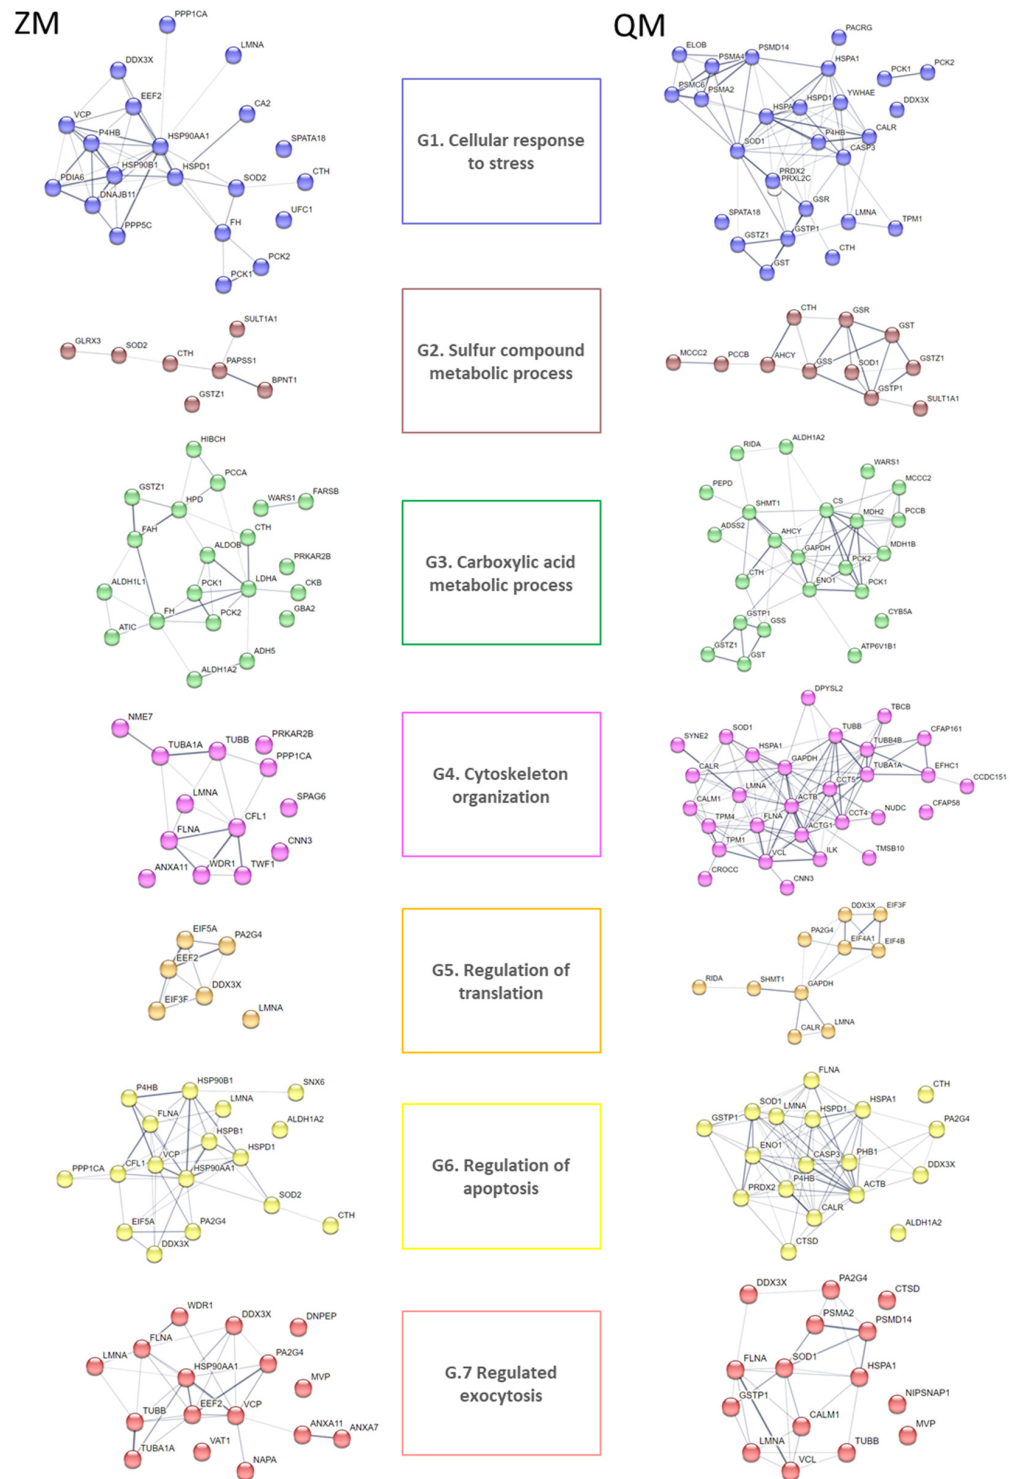 ZM
QM
PPP1CA
LMNA
DDX3X
EEF2
CA2
VCP
P4HB
HSP90AA1
SPATA18
HSP90B1
HSPD1
PDIA6
SOD2
CTH
DNAJB11
UFC1
PPP5C
FH
PCK2
PCK1
G1. Cellular response
to stress
PACRG
ELOB
PSMA4
PSMD14
HSPA1
PCK1
PCK2
PSMC6
PSMA2
HSPD1
YWHAE
DDX3X
HSPA
P4HB
CALR
SOD1
CASP3
PRDX2
PRXL2C
GSR
SPATA18
LMNA
TPM1
GSTZ1
GSTP1
CTH
GST
SULT1A1
GLRX3
SOD2
CTH
PAPSS1
BPNT1
GSTZ1
G2. Sulfur compound
metabolic process
CTH
GSR
GST
MCCC2
PCCB
AHCY
GSS
SOD1
GSTZ1
GSTP1
SULT1A1
HIBCH
GSTZ1
PCCA
HPD
WARS1
FARSB
FAH
CTH
ALDOB
PRKAR2B
ALDH1L1
PCK1
LDHA
CKB
FH
PCK2
GBA2
ATIC
ADH5
ALDH1A2
G3. Carboxylic acid
metabolic process
RIDA
ALDH1A2
WARS1
PEPD
MCCC2
SHMT1
CS
MDH2
PCCB
ADSS2
AHCY
GAPDH
MDH1B
PCK2
CTH
ENO1
PCK1
GSTP1
GSS
CYB5A
GSTZ1
GST
ATP6V1B1
NME7
TUBA1A
TUBB
PRKAR2B
PPP1CA
LMNA
SPAG6
CFL1
FLNA
CNN3
ANXA11
WDR1
TWF1
G4. Cytoskeleton
organization
DPYSL2
TBCB
SYNE2
SOD1
TUBB
CFAP161
HSPA1
TUBB4B
CALR
GAPDH
TUBA1A
EFHC1
CCDC151
LMNA
CCT5
CALM1
ACTB
CFAP58
TPM4
FLNA
CCT4
NUDC
TPM1
ACTG1
VCL
ILK
TMSB10
CROCC
CNN3
EIF5A
PA2G4
EEF2
DDX3X
EIF3F
LMNA
G5. Regulation of
translation
DDX3X
EIF3F
PA2G4
EIF4A1
EIF4B
RIDA
SHMT1
GAPDH
CALR
LMNA
P4HB
HSP90B1
SNX6
LMNA
FLNA
ALDH1A2
HSPB1
VCP
HSPD1
PPP1CA
CFL1
HSP90AA1
SOD2
EIF5A
PA2G4
CTH
DDX3X
G6. Regulation of
apoptosis
FLNA
CTH
SOD1
LMNA
HSPD1
HSPA1
GSTP1
PA2G4
ENO1
CASP3
PHB1
DDX3X
PRDX2
P4HB
ACTB
CALR
ALDH1A2
CTSD
WDR1
DDX3X
DNPEP
FLNA
LMNA
PA2G4
HSP90AA1
MVP
TUBB
EEF2
VCP
ANXA11
ANXA7
TUBA1A
VAT1
NAPA
G.7 Regulated
exocytosis
DDX3X
PA2G4
CTSD
PSMA2
PSMD14
FLNA
SOD1
HSPA1
GSTP1
NIPSNAP1
CALM1
MVP
LMNA
TUBB
VCL